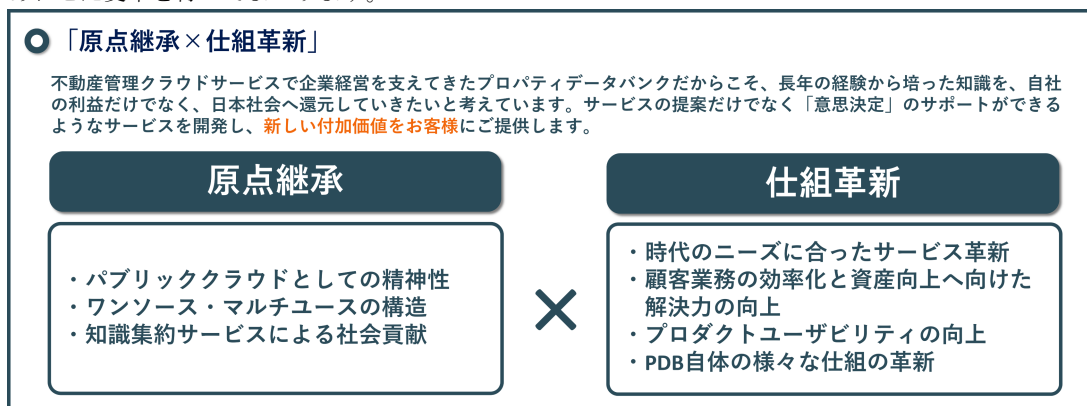 「原点継承×仕組革新」
不動産管理クラウドサービスで企業経営を支えてきたプロパティデータバンクだからこそ、長年の経験から培った知識を、自社
の利益だけでなく、日本社会へ還元していきたいと考えています。サービスの提案だけでなく「意思決定」のサポートができる
ようなサービスを開発し、新しい付加価値をお客様にご提供します。
原点継承
・パブリッククラウドとしての精神性
・ワンソース・マルチユースの構造
・知識集約サービスによる社会貢献
×
仕組革新
・時代のニーズに合ったサービス革新
・顧客業務の効率化と資産向上へ向けた
解決力の向上
・プロダクトユーザビリティの向上
・PDB自体の様々な仕組の革新